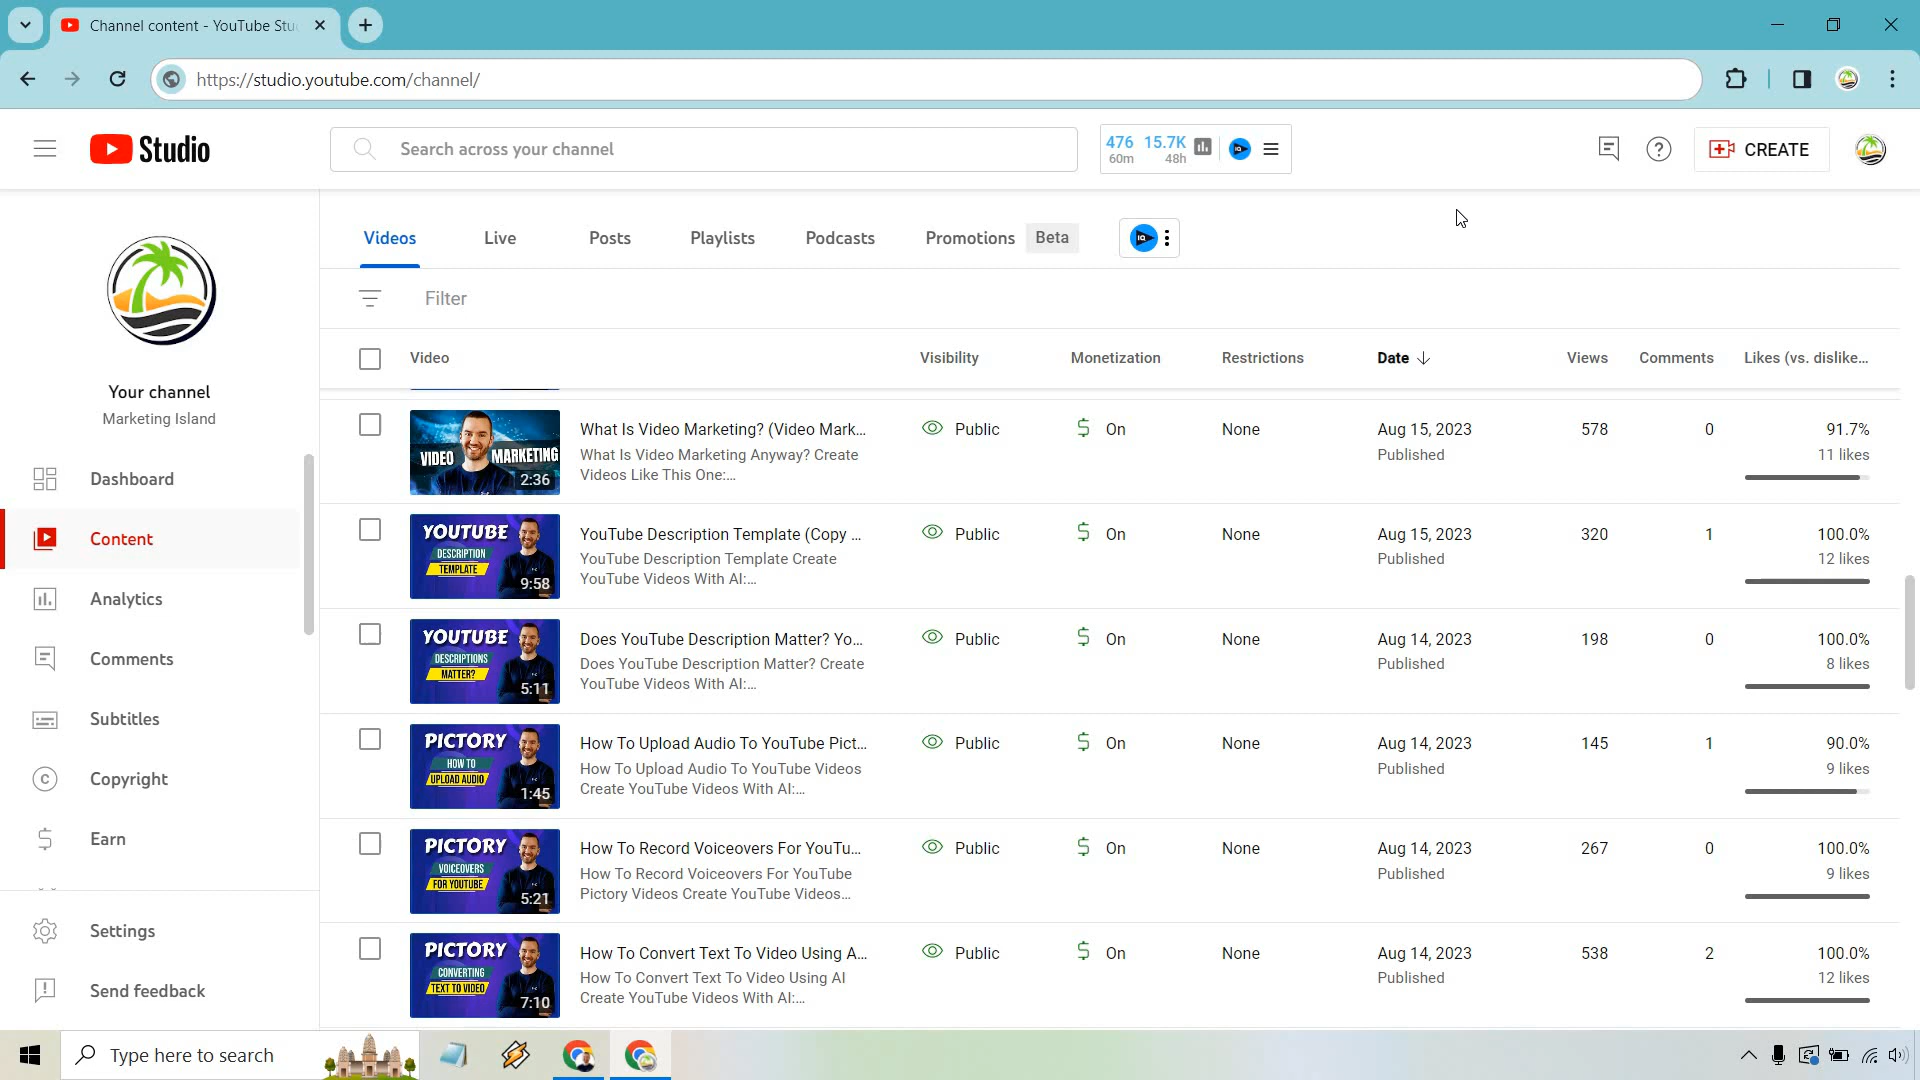 Channel content - YouTube Stu
https://studio.youtube.com/channel/
Studio
Search across your channel
476 15.7K
60m 48h
CREATE
Videos Live Posts Playlists Podcasts Promotions Beta
Filter
Your channel
Marketing Island
Dashboard
Content
Analytics
Comments
Subtitles
Copyright
Earn
Settings
Send feedback
Video Visibility Monetization Restrictions Date Views Comments Likes (vs. dislike...
VIDEO MARKETING
2:36
What Is Video Marketing? (Video Mark... Public On None Aug 15, 2023 578 0 91.7%
What Is Video Marketing Anyway? Create Published 11 likes
Videos Like This One:...
YOUTUBE
DESCRIPTION
TEMPLATE
9:58
YouTube Description Template (Copy ... Public On None Aug 15, 2023 320 1 100.0%
YouTube Description Template Create Published 12 likes
YouTube Videos With AI:...
YOUTUBE
DESCRIPTIONS
MATTER?
5:11
Does YouTube Description Matter? Yo... Public On None Aug 14, 2023 198 0 100.0%
Does YouTube Description Matter? Create Published 8 likes
YouTube Videos With AI:...
PICTORY
HOW TO
UPLOAD AUDIO
1:45
How To Upload Audio To YouTube Pict... Public On None Aug 14, 2023 145 1 90.0%
How To Upload Audio To YouTube Videos Published 9 likes
Create YouTube Videos With AI:...
PICTORY
VOICEOVERS
FOR YOUTUBE
5:21
How To Record Voiceovers For YouTu... Public On None Aug 14, 2023 267 0 100.0%
How To Record Voiceovers For YouTube Published 9 likes
Pictory Videos Create YouTube Videos...
PICTORY
CONVERTING
TEXT TO VIDEO
7:10
How To Convert Text To Video Using A... Public On None Aug 14, 2023 538 2 100.0%
How To Convert Text To Video Using AI Published 12 likes
Create YouTube Videos With AI:...
Type here to search